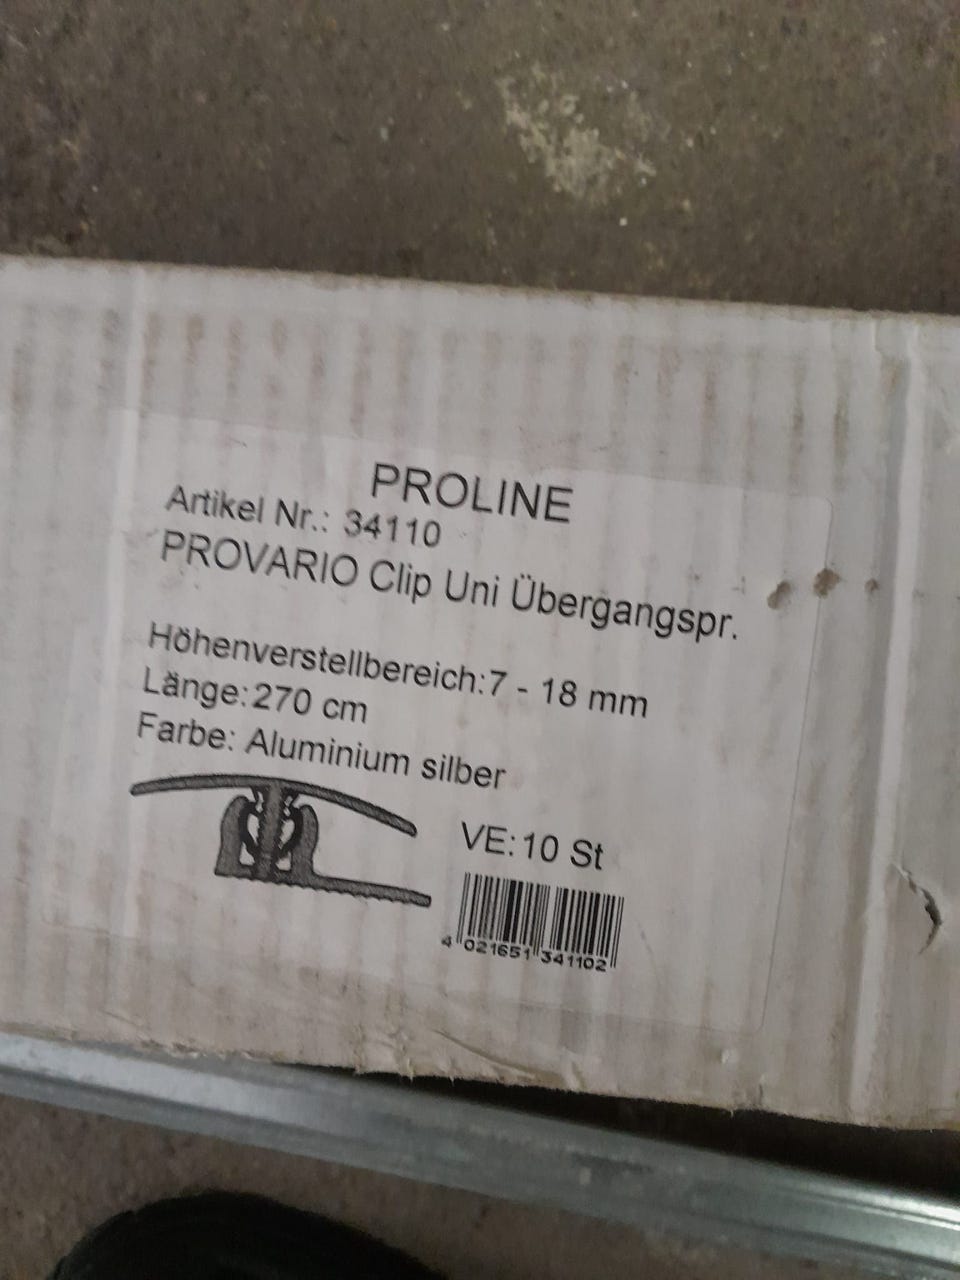 PROLINE
Artikel Nr.: 34110
PROVARIO Clip Uni Übergangspr.
Höhenverstellbereich:7 - 18 mm
Länge:270 cm
Farbe: Aluminium silber
VE:10 St
4 021651 341102